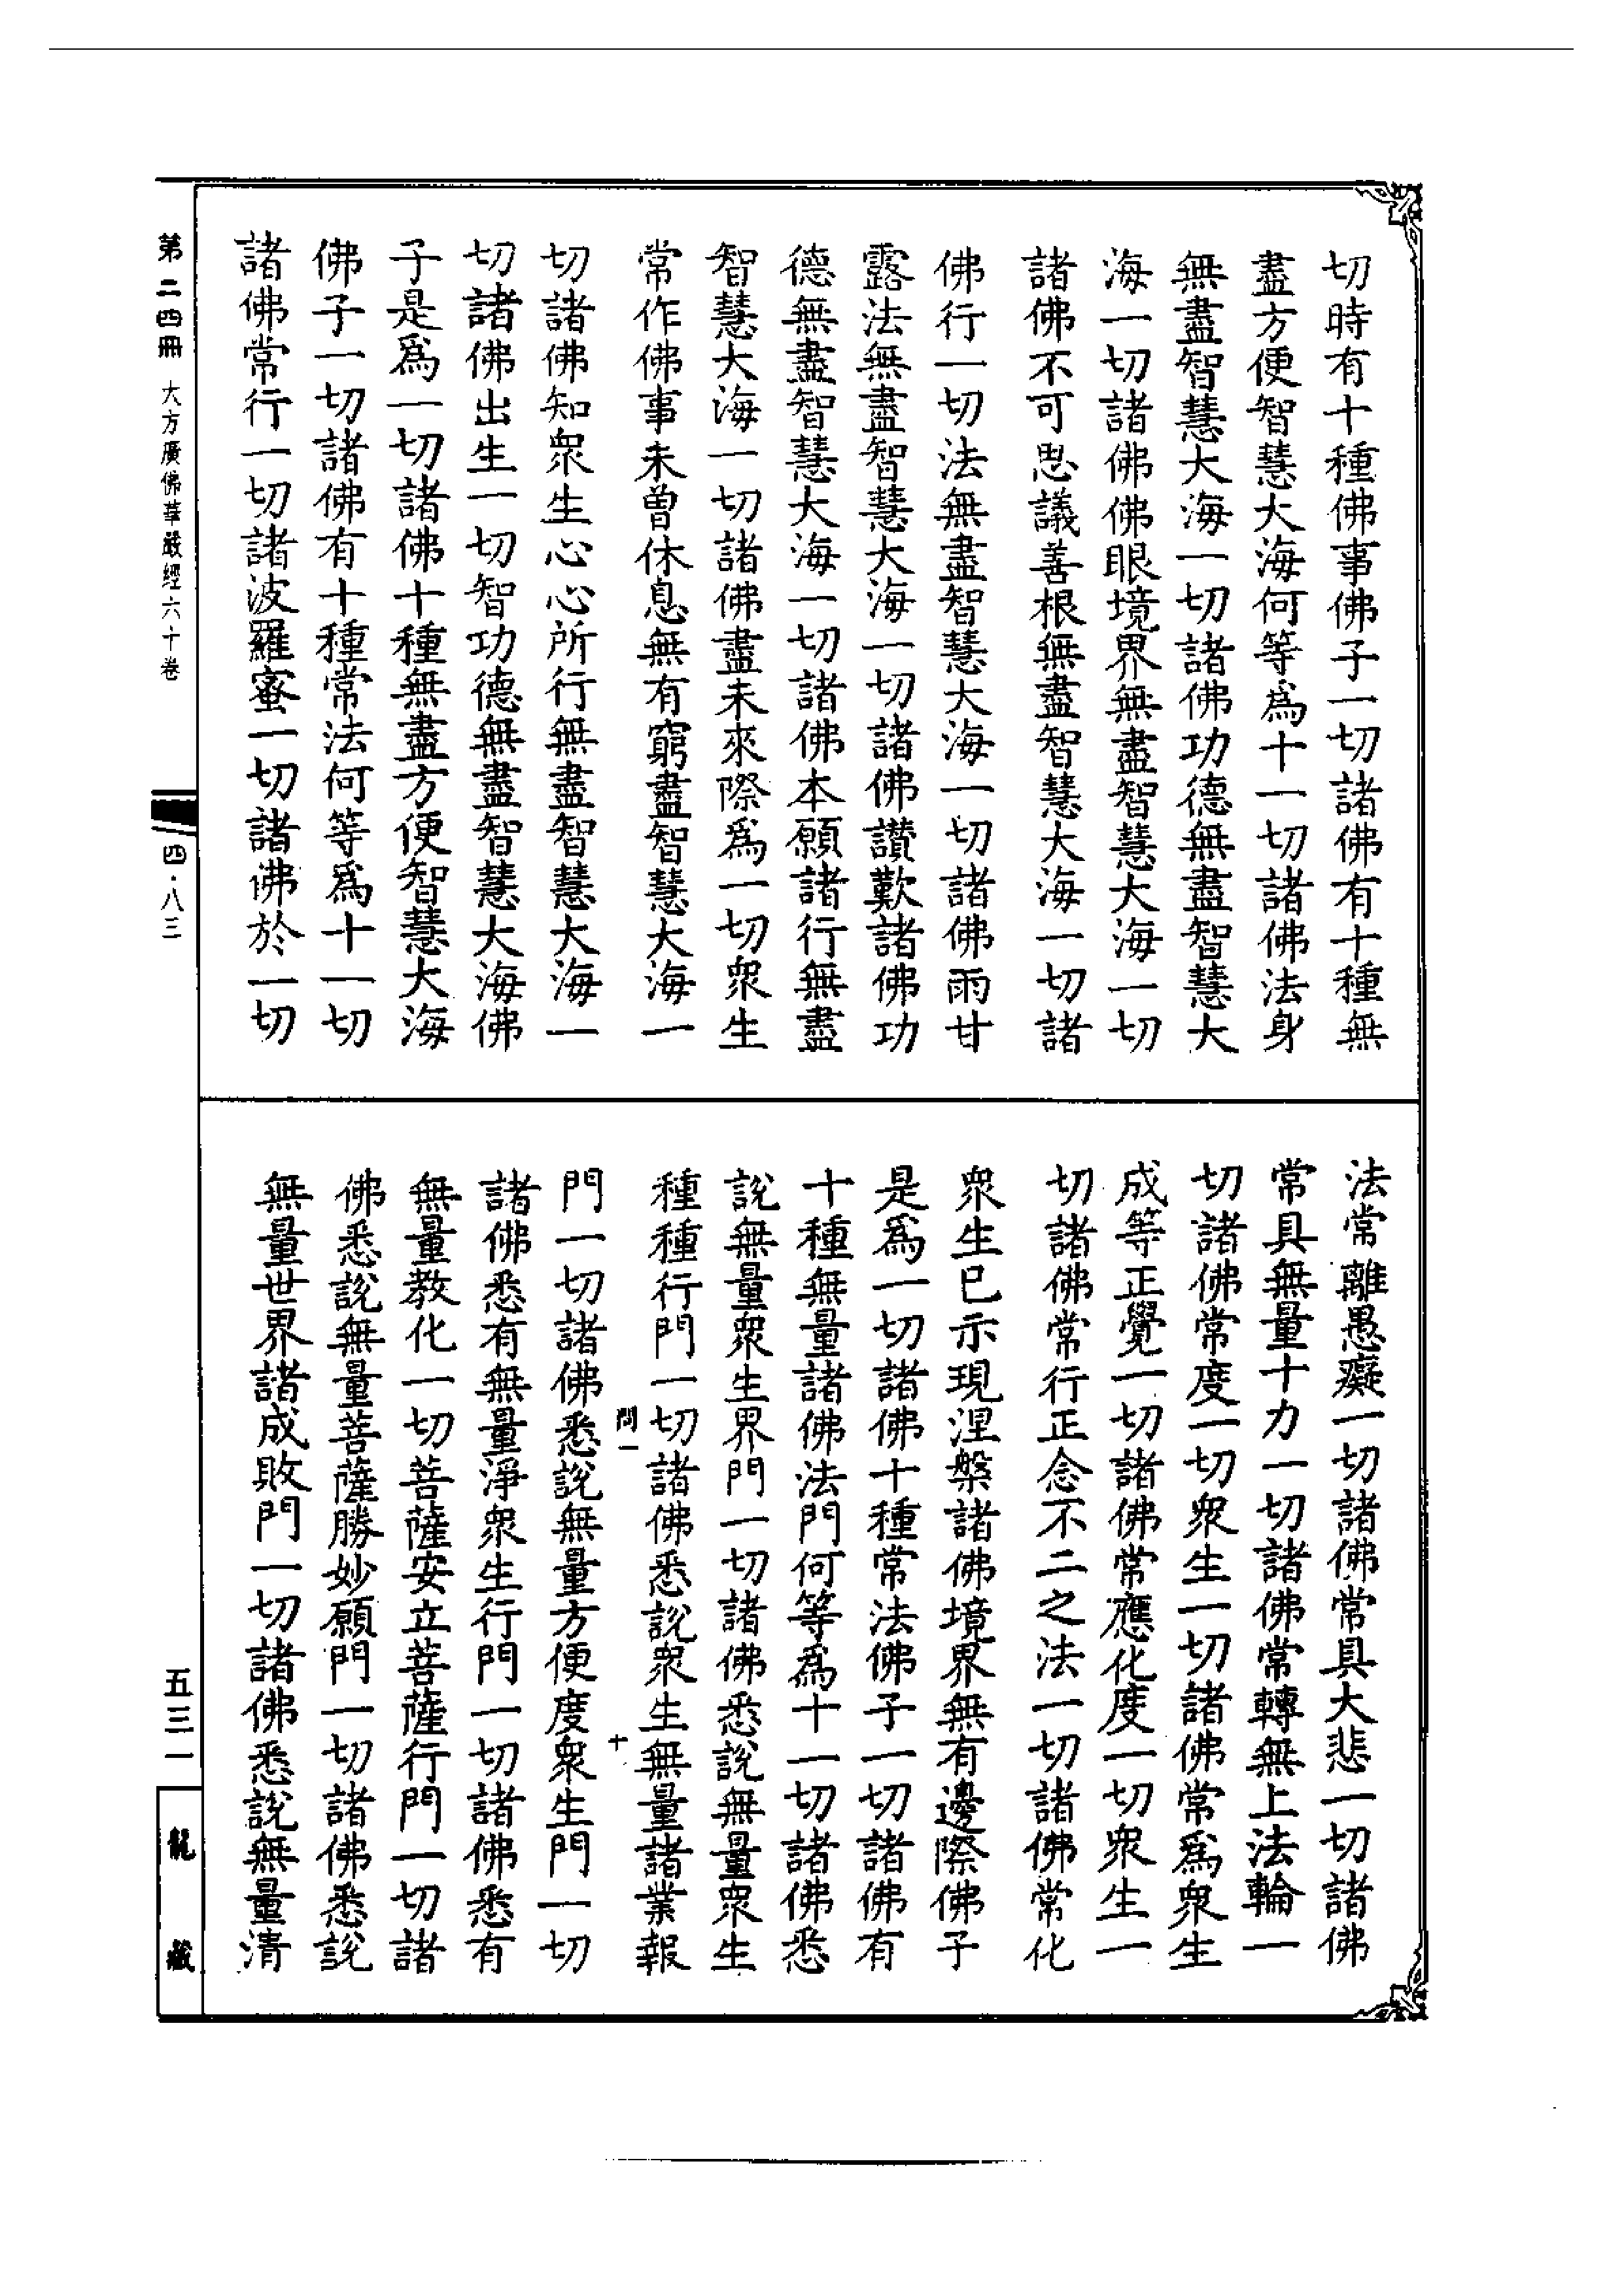 切時有十種佛事佛子一切諸佛有十種無
盡方便智慧大海何等爲十一切諸佛法身
無盡智慧大海一切諸佛功德無盡智慧大
海一切諸佛佛眼境界無盡智慧大海一切
諸佛不可思議善根無盡智慧大海一切諸
佛行一切法無盡智慧大海一切諸佛雨甘
露法無盡智慧大海一切諸佛讃歎諸佛功
德無盡智慧大海一切諸佛本願諸行無盡
智慧大海一切諸佛盡未來際爲一切眾生
常作佛事未曾休息無有窮盡智慧大海一
切諸佛知眾生心心所行無盡智慧大海一
切諸佛出生一切智功德無盡智慧大海佛
子是爲一切諸佛十種無盡方便智慧大海
佛子一切諸佛有十種常法何等爲十一切
諸佛常行一切諸波羅蜜一切諸佛於一切
法常離愚癡一切諸佛常具大悲一切諸佛
常具無量十力一切諸佛常轉無上法輪一
切諸佛常度一切眾生一切諸佛常爲眾生
成等正覺一切諸佛常應化度一切眾生一
切諸佛常行正念不二之法一切諸佛常化
眾生已示現涅槃諸佛境界無有邊際佛子
是爲一切諸佛十種常法佛子一切諸佛有
十種無量諸佛法門何等爲十一切諸佛悉
說無量眾生界門一切諸佛悉說無量眾生
種種行門一切諸佛悉說眾生無量諸業報
問一 十
門一切諸佛悉說無量方便度眾生門一切
諸佛悉有無量淨眾生行門一切諸佛悉有
無量教化一切菩薩安立菩薩行門一切諸
佛悉說無量菩薩勝妙願門一切諸佛悉說
無量世界諸成敗門一切諸佛悉說無量清
第二四冊 大方廣佛華嚴經六十卷
四·八三
五三一
龍藏